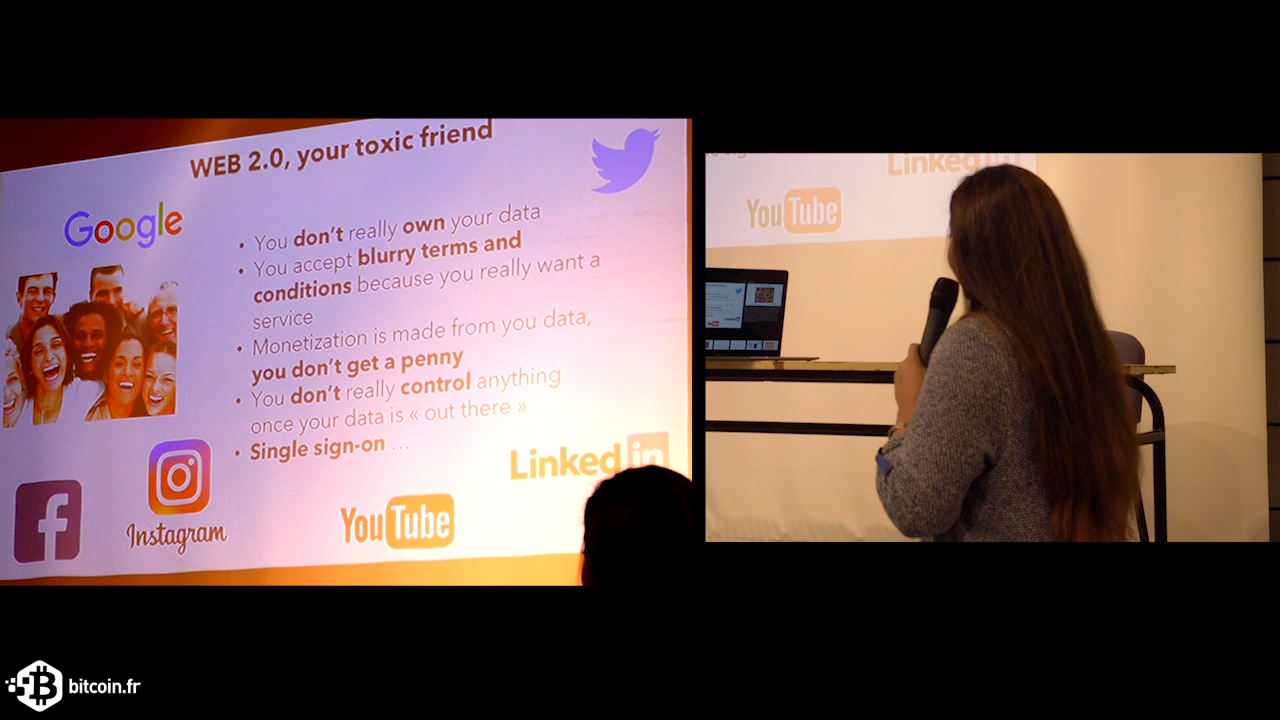 WEB 2.0, your toxic friend
Google
• You don't really own your data
• You accept blurry terms and
conditions because you really want a
service
• Monetization is made from you data,
you don't get a penny
• You don't really control anything
once your data is « out there »
• Single sign-on ...
Linkedin
f
Instagram
YouTube
Linkedin
YouTube
bitcoin.fr